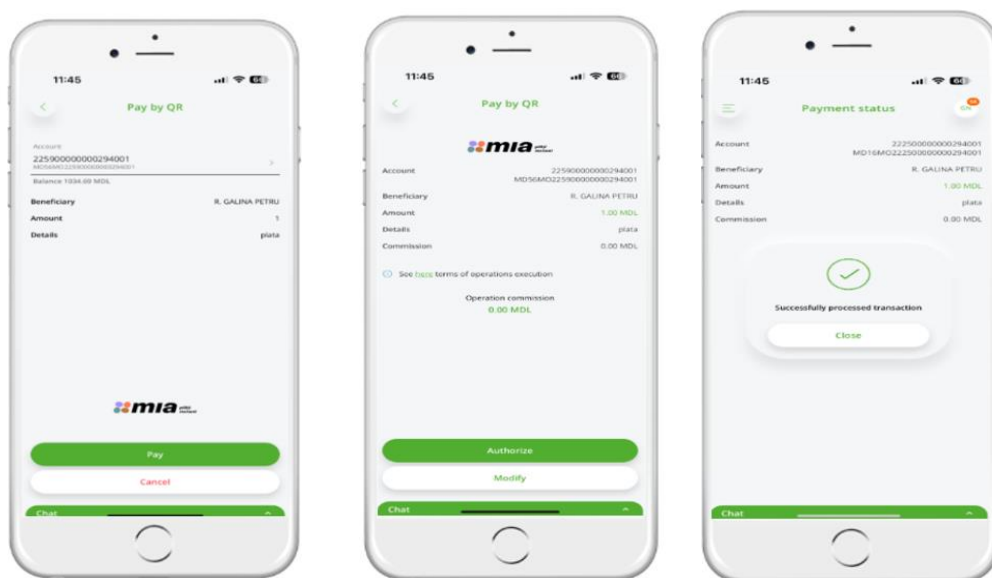 11:45
Pay by QR
Account
225900000000294001
MD56MO225900000000294001
Balance 1034.69 MDL
Beneficiary R. GALINA PETRU
Amount 1
Details plata
mia
Pay
Cancel
Chat
11:45
Pay by QR
mia
Account 225900000000294001
MD56MO225900000000294001
Beneficiary R. GALINA PETRU
Amount 1.00 MDL
Details plata
Commission 0.00 MDL
See here terms of operations execution
Operation commission
0.00 MDL
Authorize
Modify
Chat
11:45
Payment status
Account 222500000000294001
MD16MO222500000000294001
Beneficiary R. GALINA PETRU
Amount 1.00 MDL
Details plata
Commission 0.00 MDL
Successfully processed transaction
Close
Chat